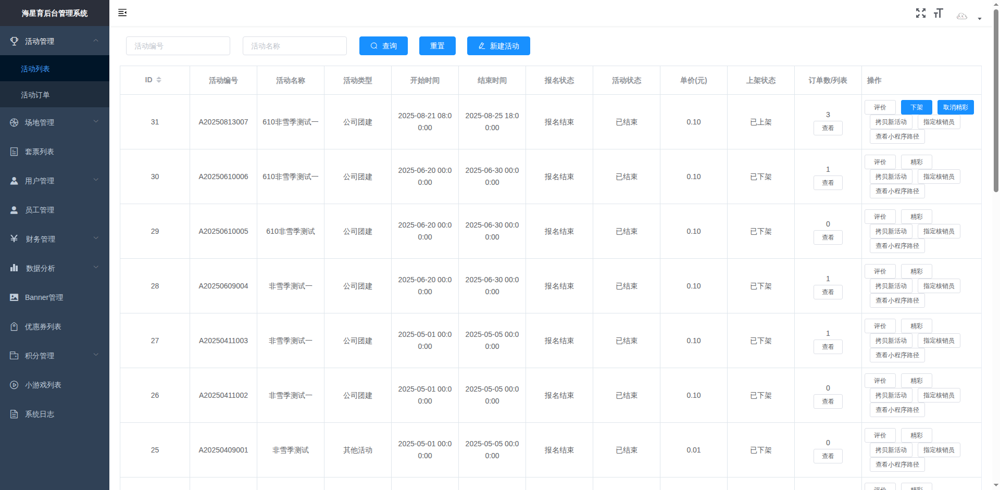 海星育后台管理系统
活动管理
活动列表
活动订单
场地管理
套票列表
用户管理
员工管理
财务管理
数据分析
Banner管理
优惠券列表
积分管理
小游戏列表
系统日志
活动编号 活动名称 查询 重置 新建活动
ID 活动编号 活动名称 活动类型 开始时间 结束时间 报名状态 活动状态 单价(元) 上架状态 订单数/列表 操作
31 A20250813007 610非雪季测试一 公司团建 2025-08-21 08:00:00 2025-08-25 18:00:00 报名结束 已结束 0.10 已上架 3 查看 评价 下架 取消精彩
拷贝新活动 指定核销员
查看小程序路径
30 A20250610006 610非雪季测试一 公司团建 2025-06-20 00:00:00 2025-06-30 00:00:00 报名结束 已结束 0.10 已下架 1 查看 评价 精彩
拷贝新活动 指定核销员
查看小程序路径
29 A20250610005 610非雪季测试 公司团建 2025-06-20 00:00:00 2025-06-30 00:00:00 报名结束 已结束 0.10 已下架 0 查看 评价 精彩
拷贝新活动 指定核销员
查看小程序路径
28 A20250609004 非雪季测试一 公司团建 2025-06-20 00:00:00 2025-06-30 00:00:00 报名结束 已结束 0.10 已下架 1 查看 评价 精彩
拷贝新活动 指定核销员
查看小程序路径
27 A20250411003 非雪季测试一 公司团建 2025-05-01 00:00:00 2025-05-05 00:00:00 报名结束 已结束 0.10 已下架 1 查看 评价 精彩
拷贝新活动 指定核销员
查看小程序路径
26 A20250411002 非雪季测试一 公司团建 2025-05-01 00:00:00 2025-05-05 00:00:00 报名结束 已结束 0.10 已下架 0 查看 评价 精彩
拷贝新活动 指定核销员
查看小程序路径
25 A20250409001 非雪季测试 其他活动 2025-05-01 00:00:00 2025-05-05 00:00:00 报名结束 已结束 0.01 已下架 0 查看 评价 精彩
拷贝新活动 指定核销员
查看小程序路径
评价 精彩